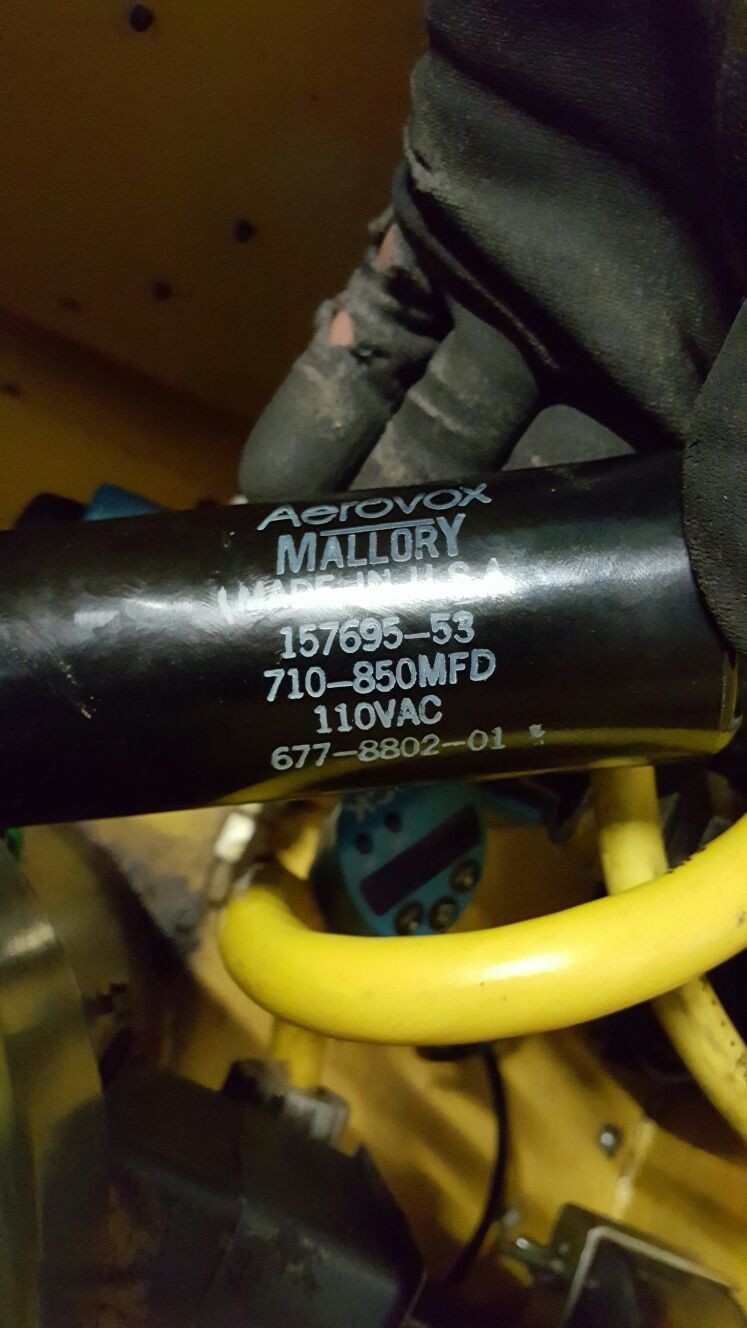 Aerovox
MALLORY
MADE IN U.S.A
157695-53
710-850MFD
110VAC
677-8802-01